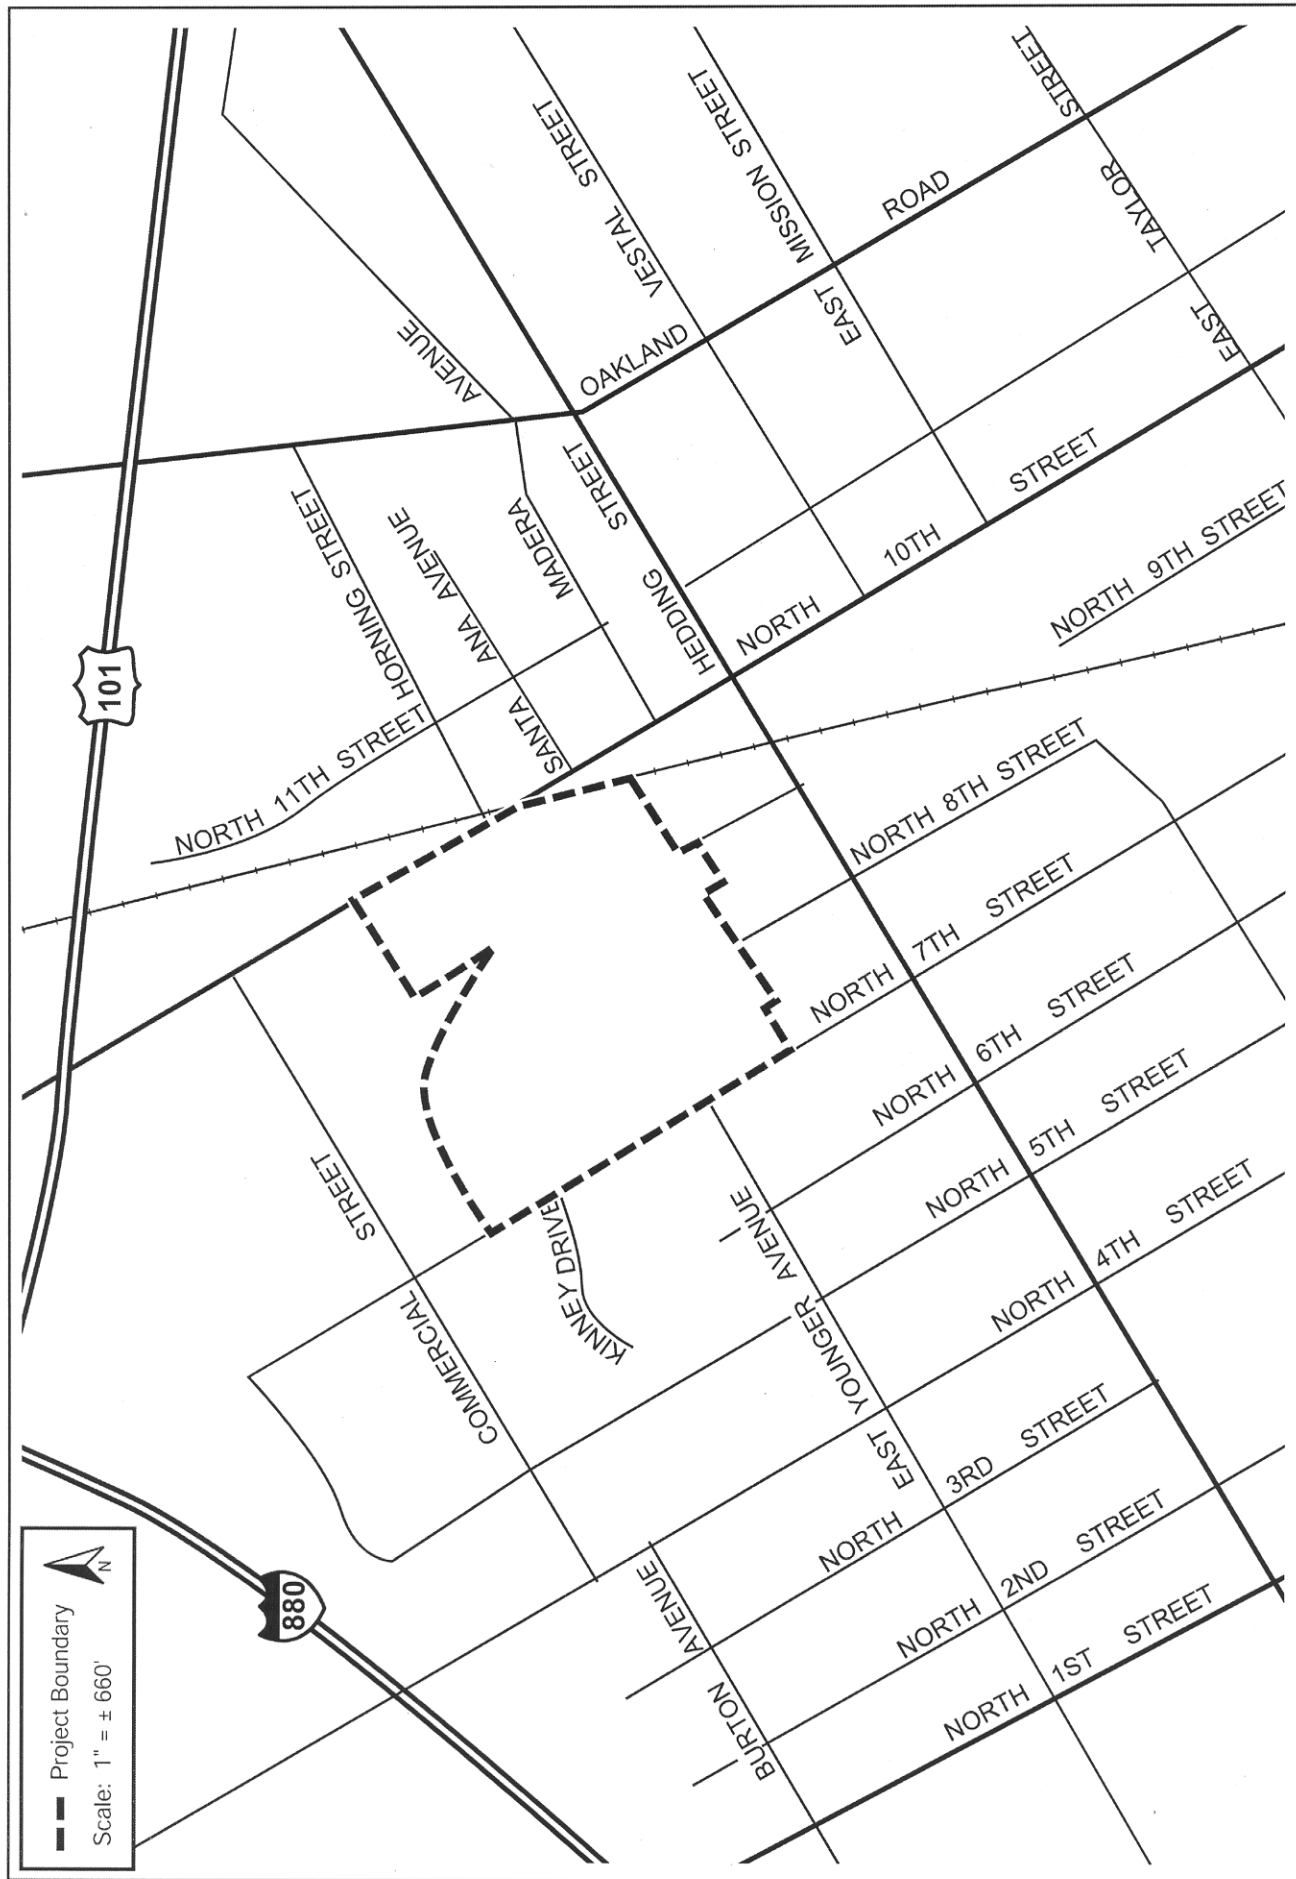 Project Boundary
Scale: 1" = ± 660'
N
101
880
AVENUE
VESTAL STREET
EAST MISSION STREET
EAST TAYLOR STREET
OAKLAND ROAD
HORNING STREET
SANTA ANA AVENUE
MADERA
HEDDING STREET
NORTH 11TH STREET
NORTH 10TH STREET
NORTH 9TH STREET
NORTH 8TH STREET
NORTH 7TH STREET
NORTH 6TH STREET
NORTH 5TH STREET
NORTH 4TH STREET
NORTH 3RD STREET
NORTH 2ND STREET
NORTH 1ST STREET
COMMERCIAL STREET
KINNEY DRIVE
EAST YOUNGER AVENUE
BURTON AVENUE